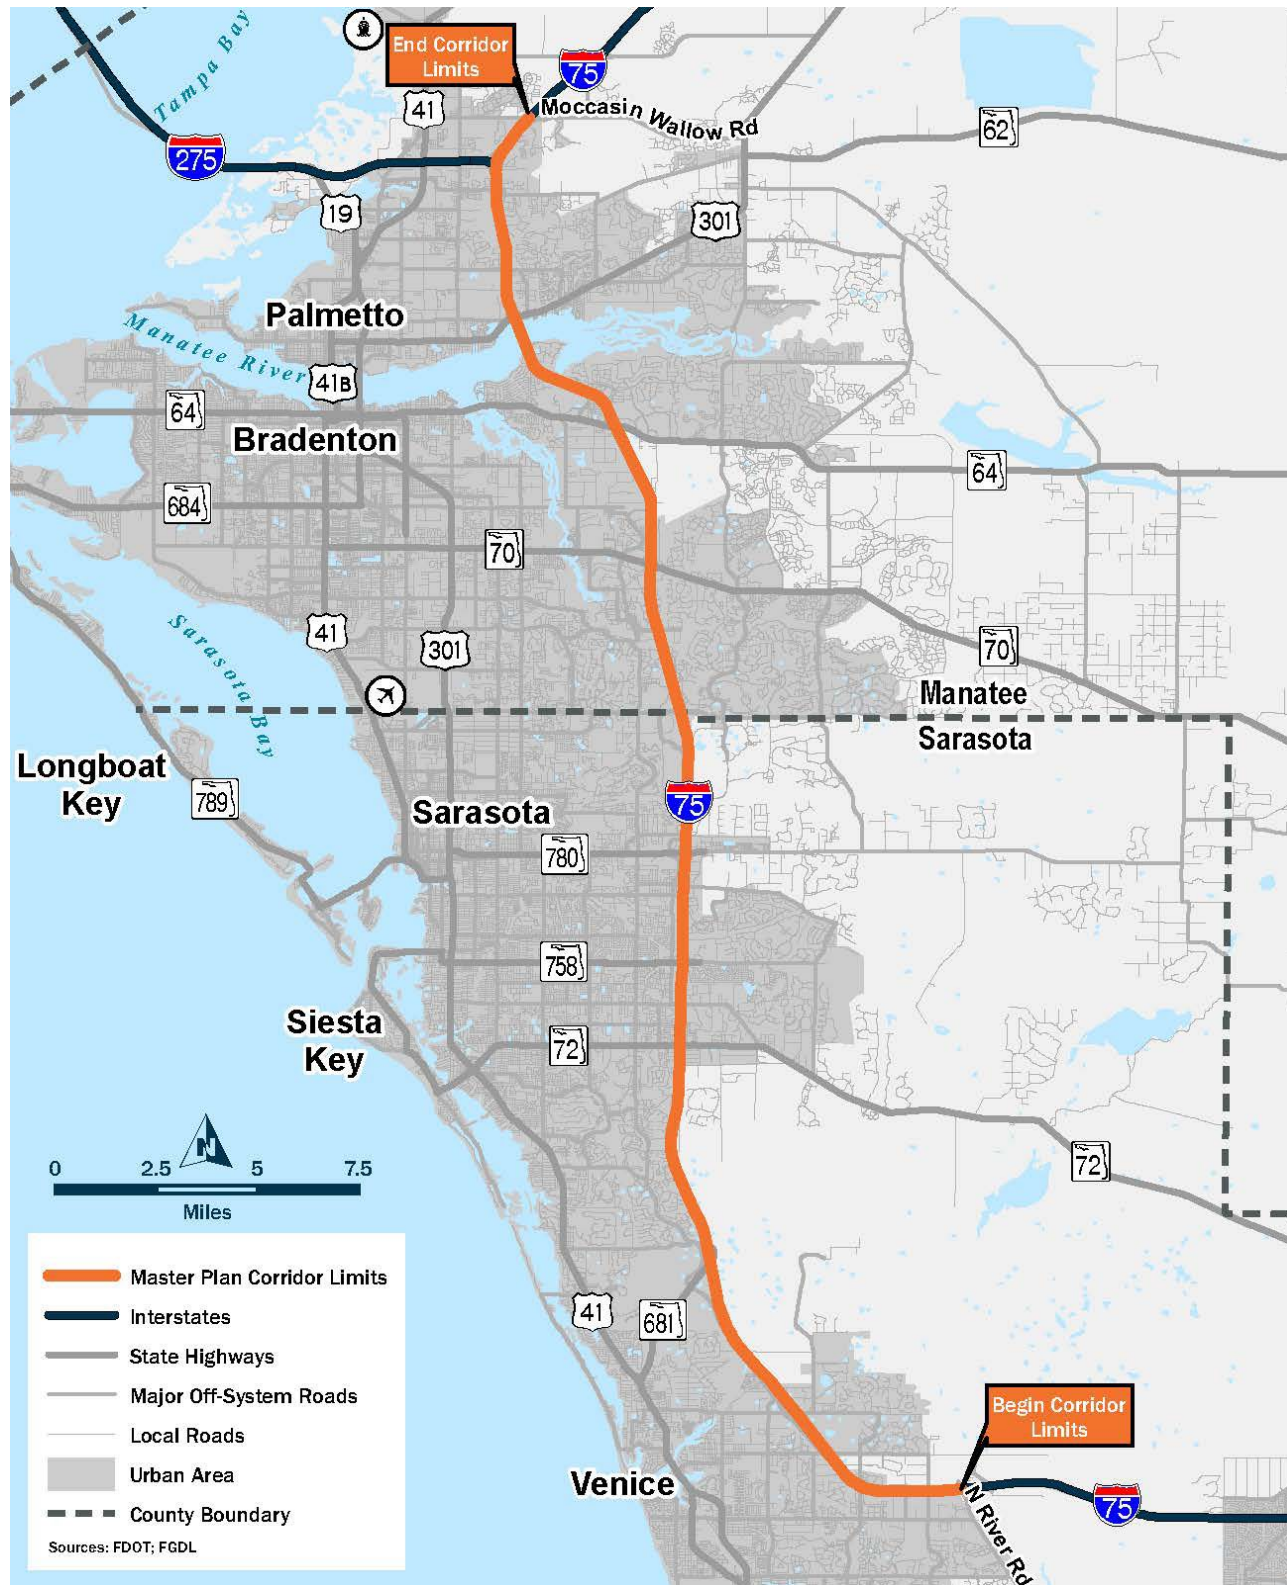 End Corridor
Limits
75
Moccasin Wallow Rd
Tampa Bay
41
62
275
19
301
Palmetto
Manatee River
41B
64
Bradenton
64
684
70
Sarasota Bay
41
301
70
Manatee
Sarasota
Longboat
Key
789
75
Sarasota
780
758
Siesta
Key
72
N
0 2.5 5 7.5
Miles
72
Master Plan Corridor Limits
Interstates
State Highways
Major Off-System Roads
Local Roads
Urban Area
County Boundary
Sources: FDOT; FGDL
41
681
Begin Corridor
Limits
Venice
75
N River Rd